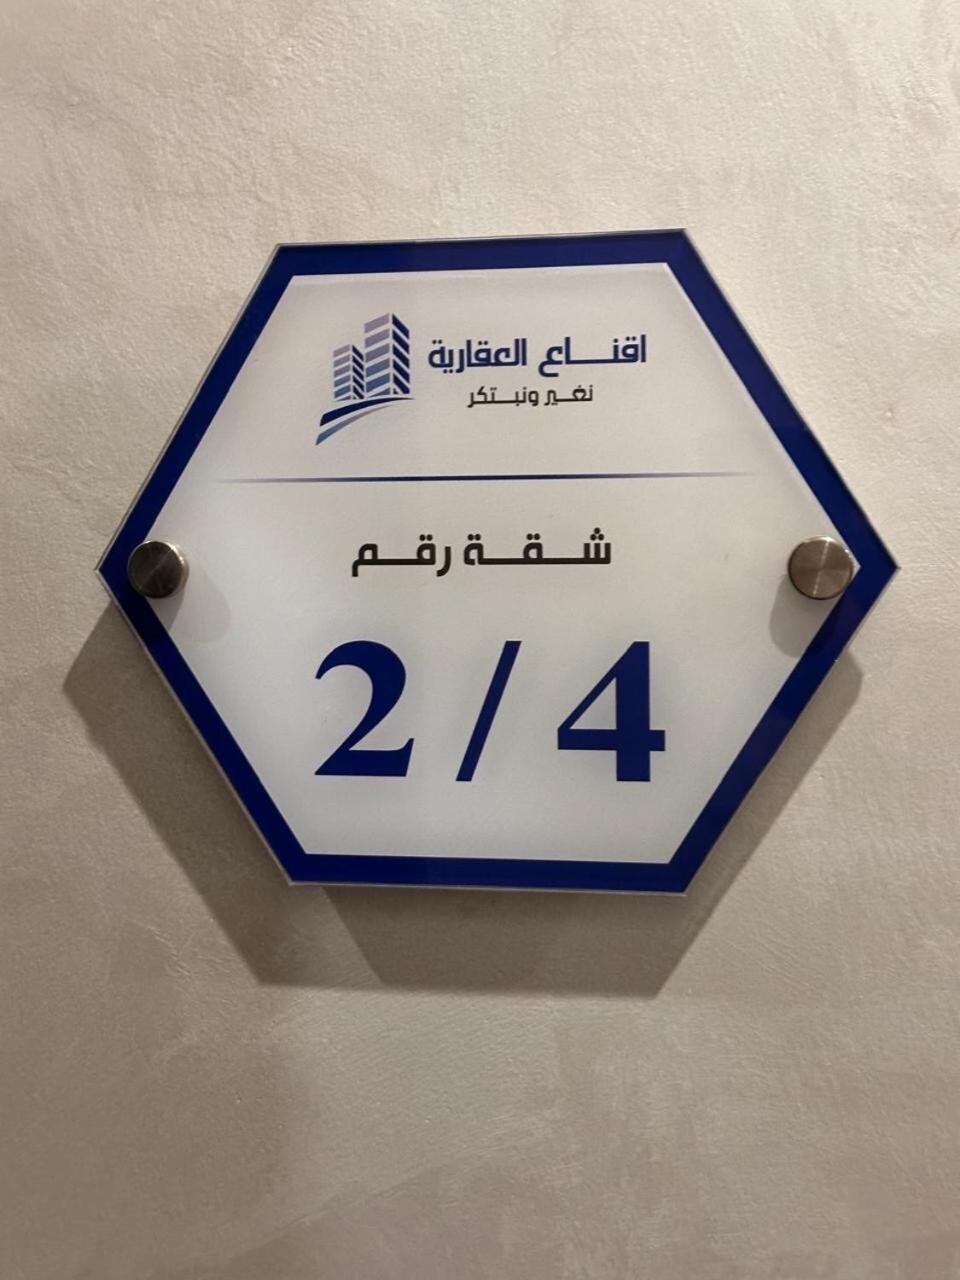 اقناع العقارية
نغير ونبتكر
شقة رقم
2/4